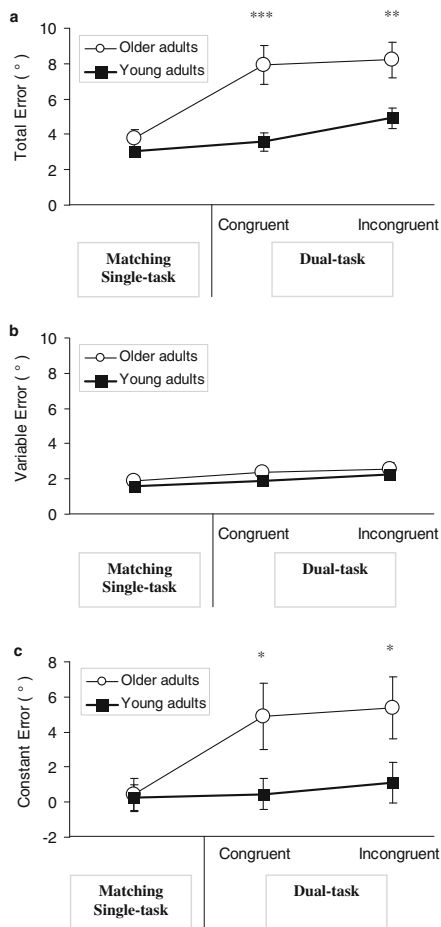 a
***
**
10
8
6
4
2
0
Total Error ( ° )
Older adults
Young adults
Congruent
Incongruent
Matching
Single-task
Dual-task
b
10
8
6
4
2
0
Variable Error ( ° )
Older adults
Young adults
Congruent
Incongruent
Matching
Single-task
Dual-task
c
*
*
8
6
4
2
0
-2
Constant Error ( ° )
Older adults
Young adults
Congruent
Incongruent
Matching
Single-task
Dual-task